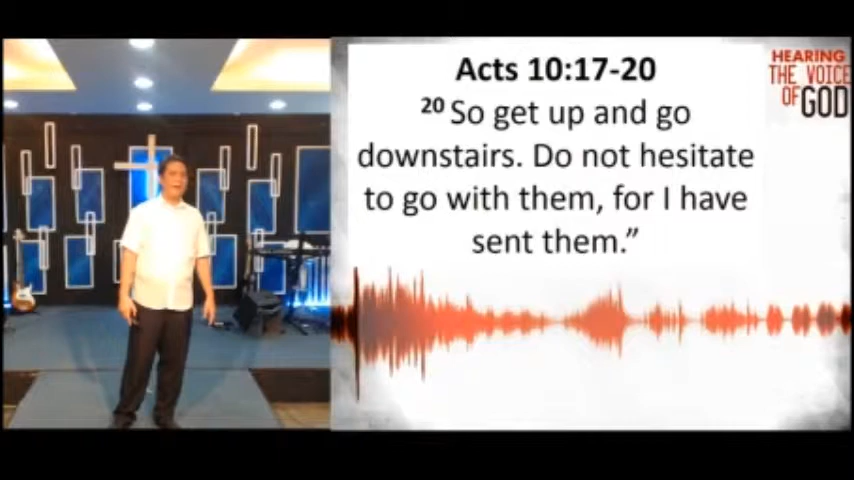 Acts 10:17-20
20 So get up and go
downstairs. Do not hesitate
to go with them, for I have
sent them.”
HEARING
THE VOICE
OF GOD